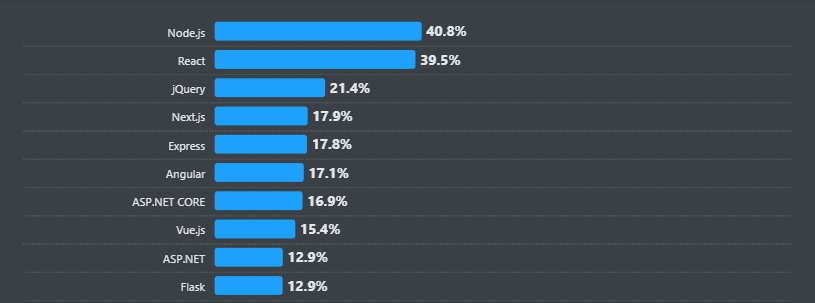 Node.js 40.8%
React 39.5%
jQuery 21.4%
Next.js 17.9%
Express 17.8%
Angular 17.1%
ASP.NET CORE 16.9%
Vue.js 15.4%
ASP.NET 12.9%
Flask 12.9%